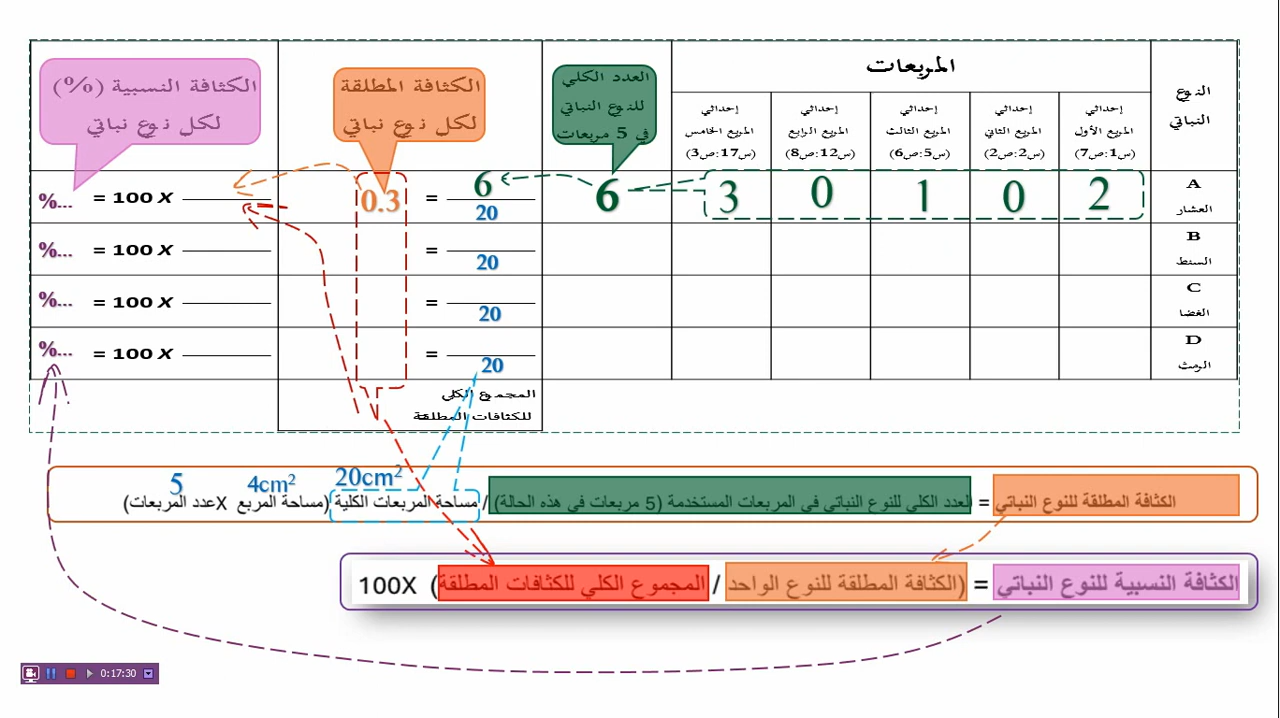 النوع
النباتي
المربعات
العدد الكلي
للنوع النباتي
في 5 مربعات
الكثافة المطلقة
لكل نوع نباتي
الكثافة النسبية (%)
لكل نوع نباتي
إحداثي
المربع الأول
(س1:ص7)
إحداثي
المربع الثاني
(س2:ص2)
إحداثي
المربع الثالث
(س5:ص6)
إحداثي
المربع الرابع
(س12:ص8)
إحداثي
المربع الخامس
(س17:ص3)
A
العشار
2
0
1
0
3
6
6
20
= 0.3
%... = 100 X
B
السنط
20
=
%... = 100 X
C
الغضا
20
=
%... = 100 X
D
الرمث
20
=
%... = 100 X
المجموع الكلي
للكثافات المطلقة
20cm² 4cm² 5
الكثافة المطلقة للنوع النباتي = العدد الكلي للنوع النباتي في المربعات المستخدمة (5 مربعات في هذه الحالة) / مساحة المربعات الكلية (مساحة المربع Xعدد المربعات)
الكثافة النسبية للنوع النباتي = (الكثافة المطلقة للنوع الواحد / المجموع الكلي للكثافات المطلقة) 100X
0:17:30